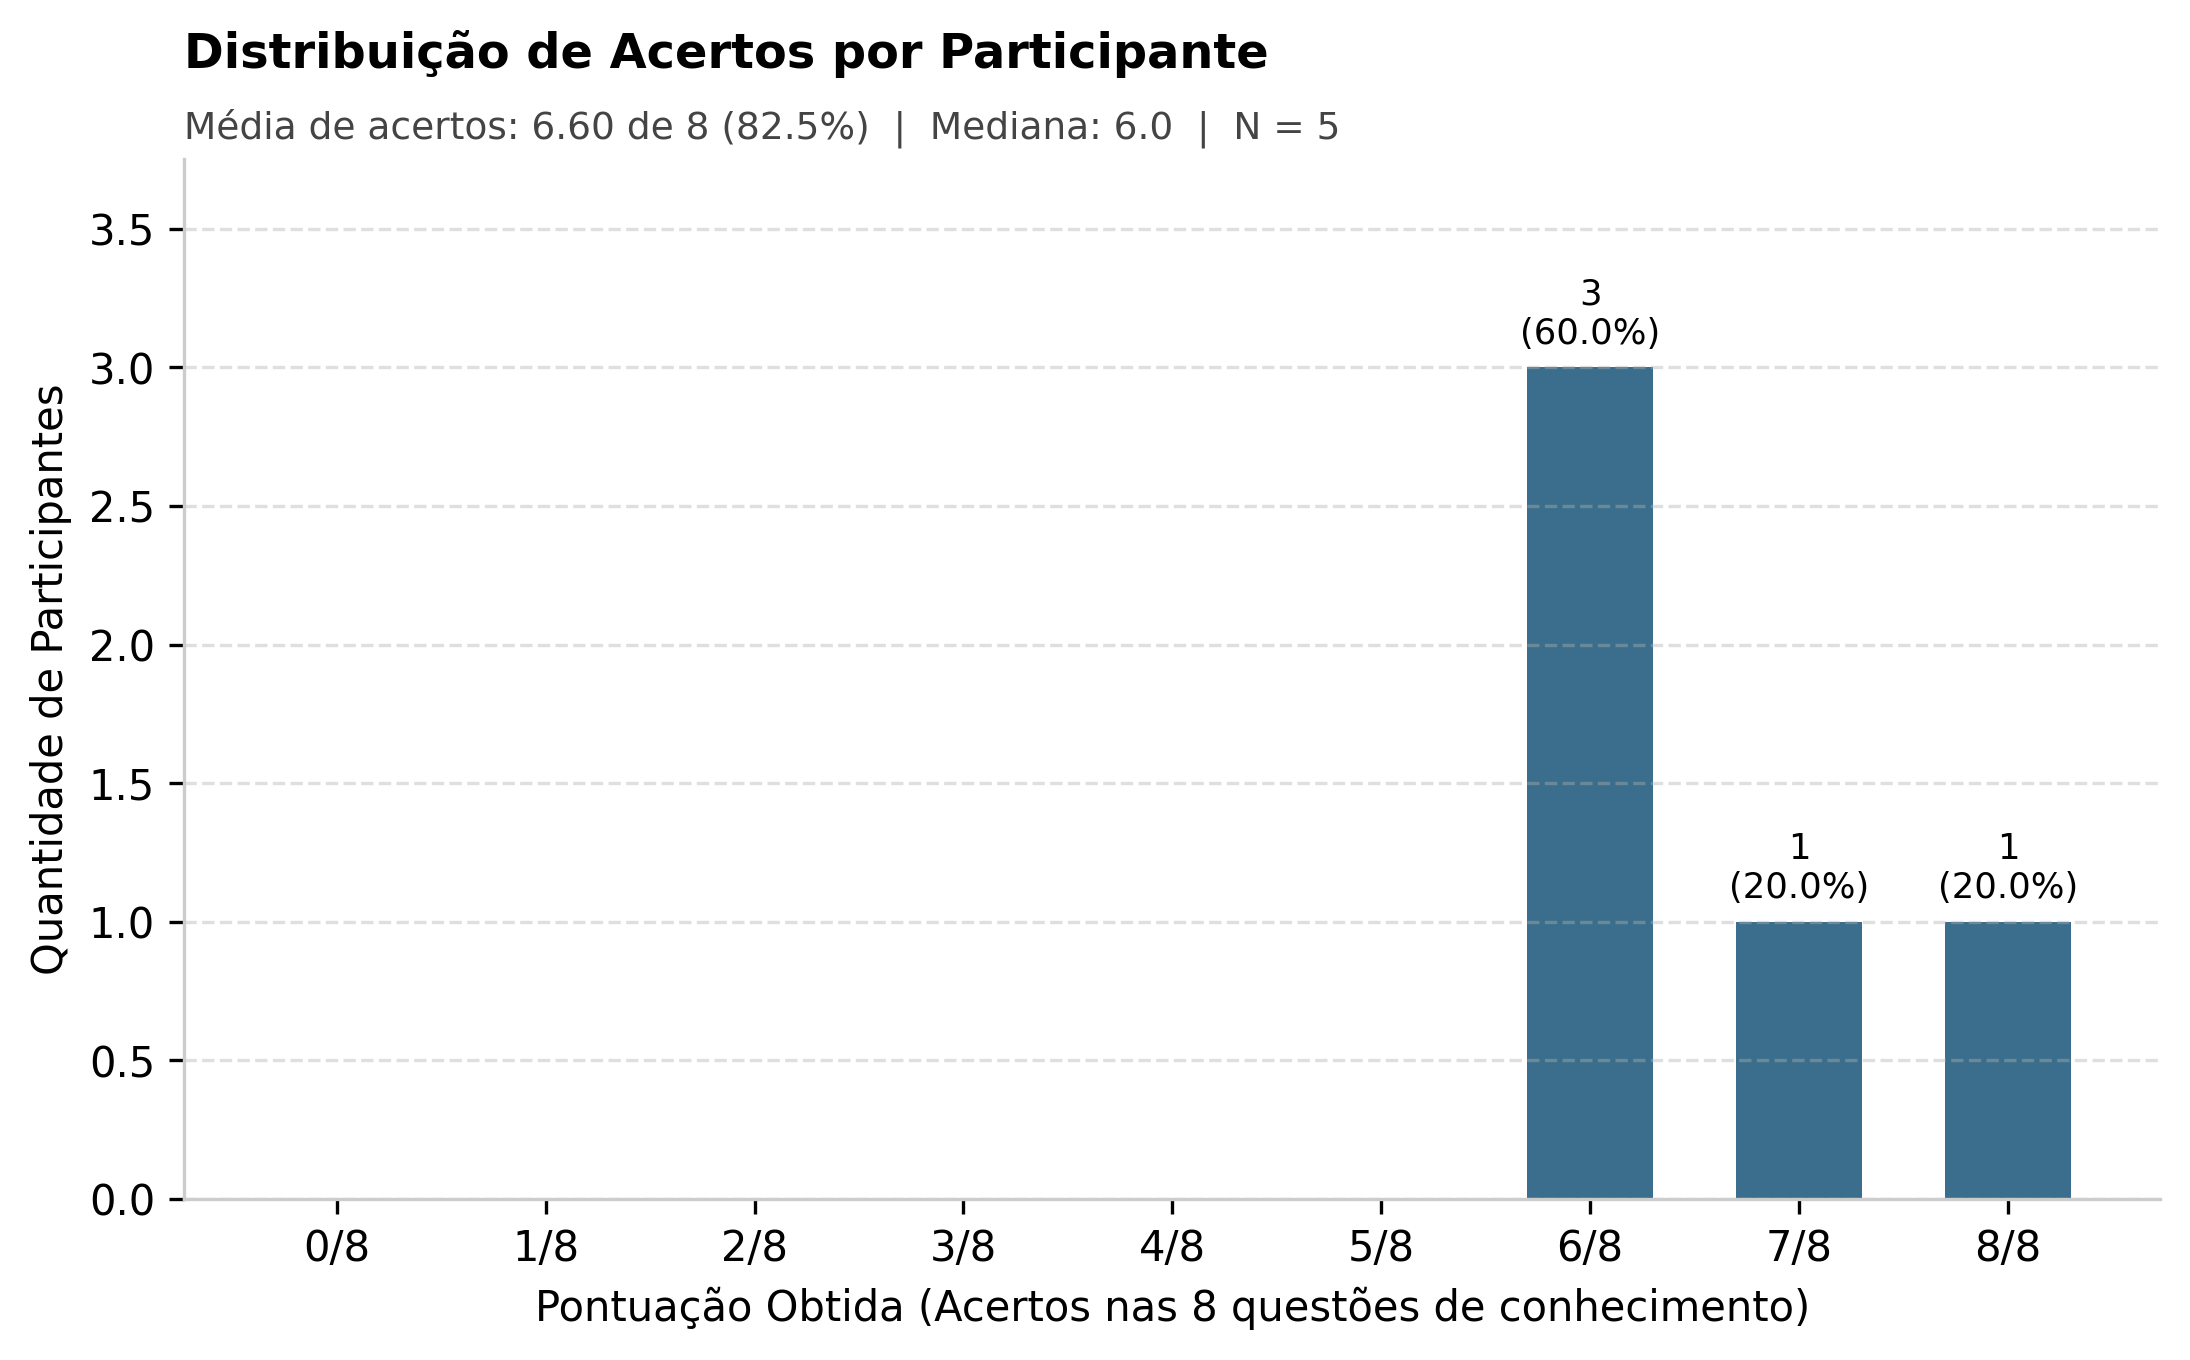 Distribuição de Acertos por Participante
Média de acertos: 6.60 de 8 (82.5%) | Mediana: 6.0 | N = 5
Quantidade de Participantes
3.5
3.0
2.5
2.0
1.5
1.0
0.5
0.0
3
(60.0%)
1
(20.0%)
1
(20.0%)
0/8 1/8 2/8 3/8 4/8 5/8 6/8 7/8 8/8
Pontuação Obtida (Acertos nas 8 questões de conhecimento)